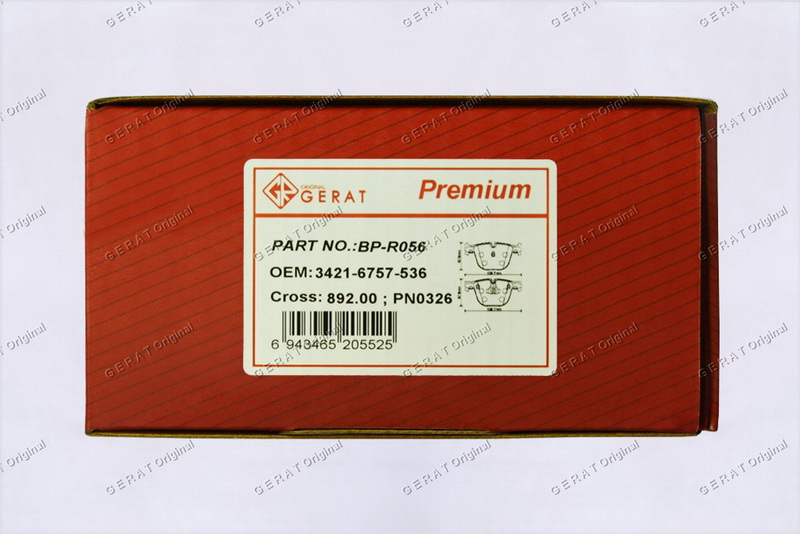 ORIGINAL
GERAT
Premium
PART NO.:BP-R056
OEM:3421-6757-536
Cross: 892.00 ; PN0326
6 943465 205525
GERAT Original